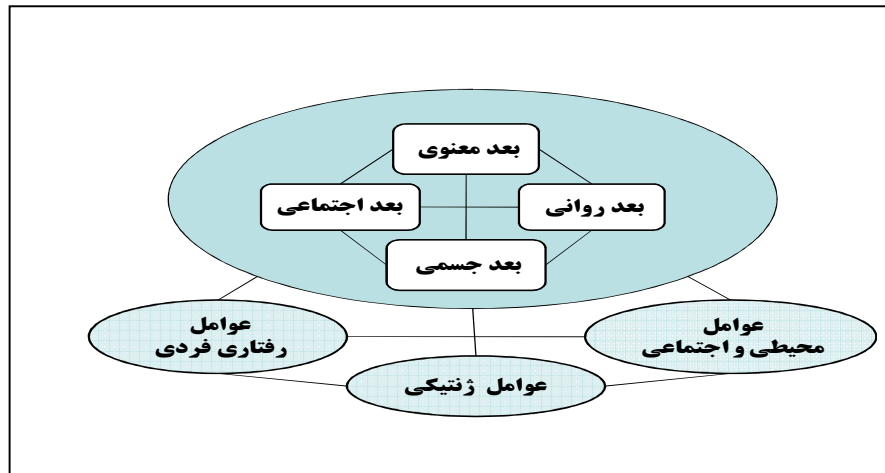 بعد معنوی
بعد روانی
بعد اجتماعی
بعد جسمی
عوامل
محیطی و اجتماعی
عوامل
رفتاری فردی
عوامل ژنتیکی